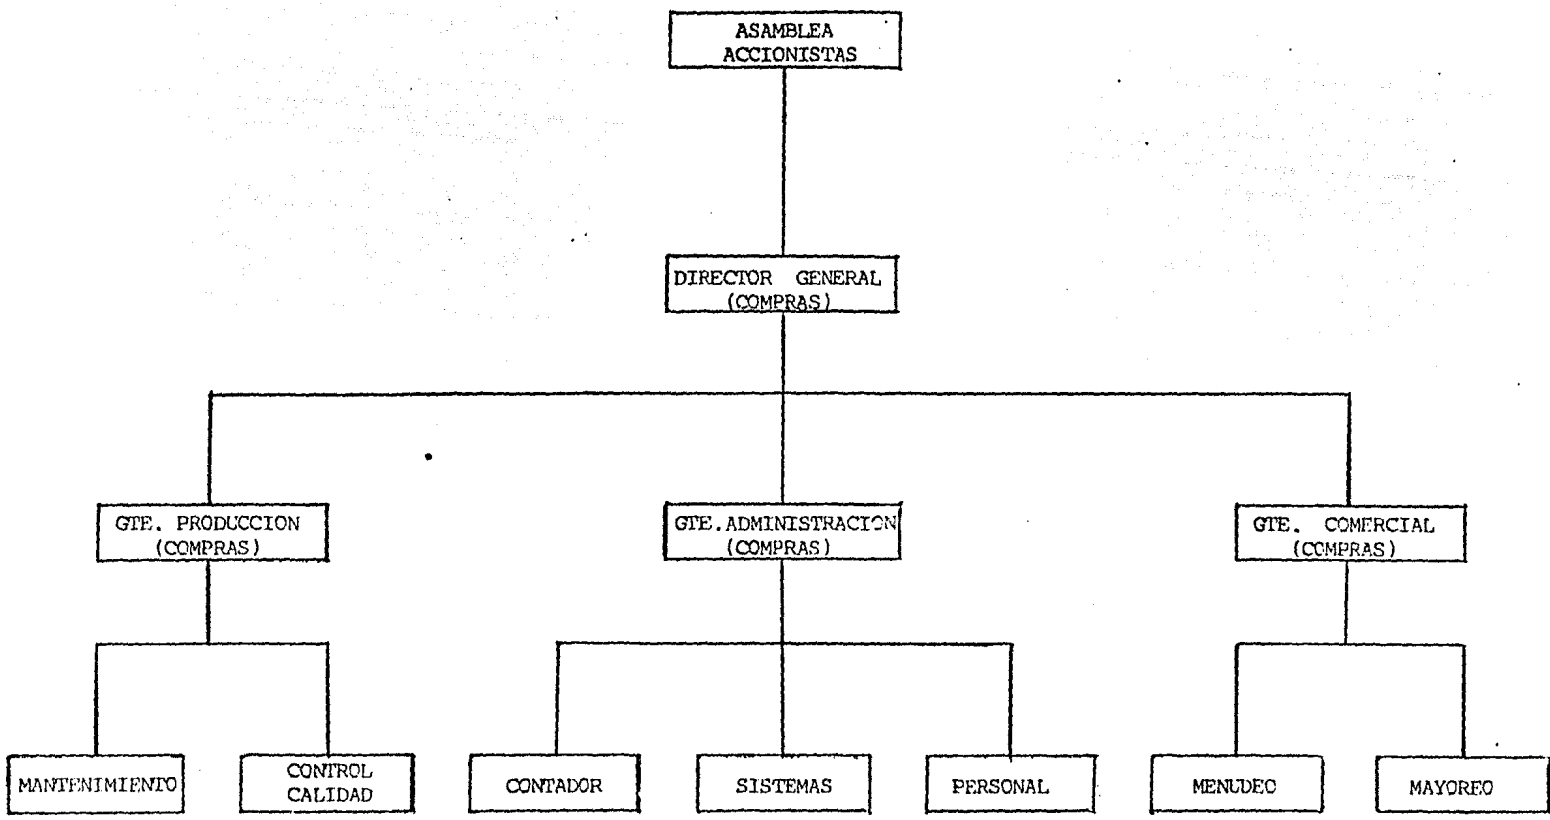 ASAMBLEA
ACCIONISTAS
DIRECTOR GENERAL
(COMPRAS)
GTE. PRODUCCION
(COMPRAS)
GTE.ADMINISTRACION
(COMPRAS)
GTE. COMERCIAL
(COMPRAS)
MANTENIMIENTO
CONTROL
CALIDAD
CONTADOR
SISTEMAS
PERSONAL
MENUDEO
MAYOREO